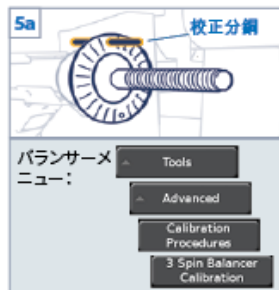 5a
校正分銅
バランサーメ
ニュー：
Tools
Advanced
Calibration
Procedures
3 Spin Balancer
Calibration